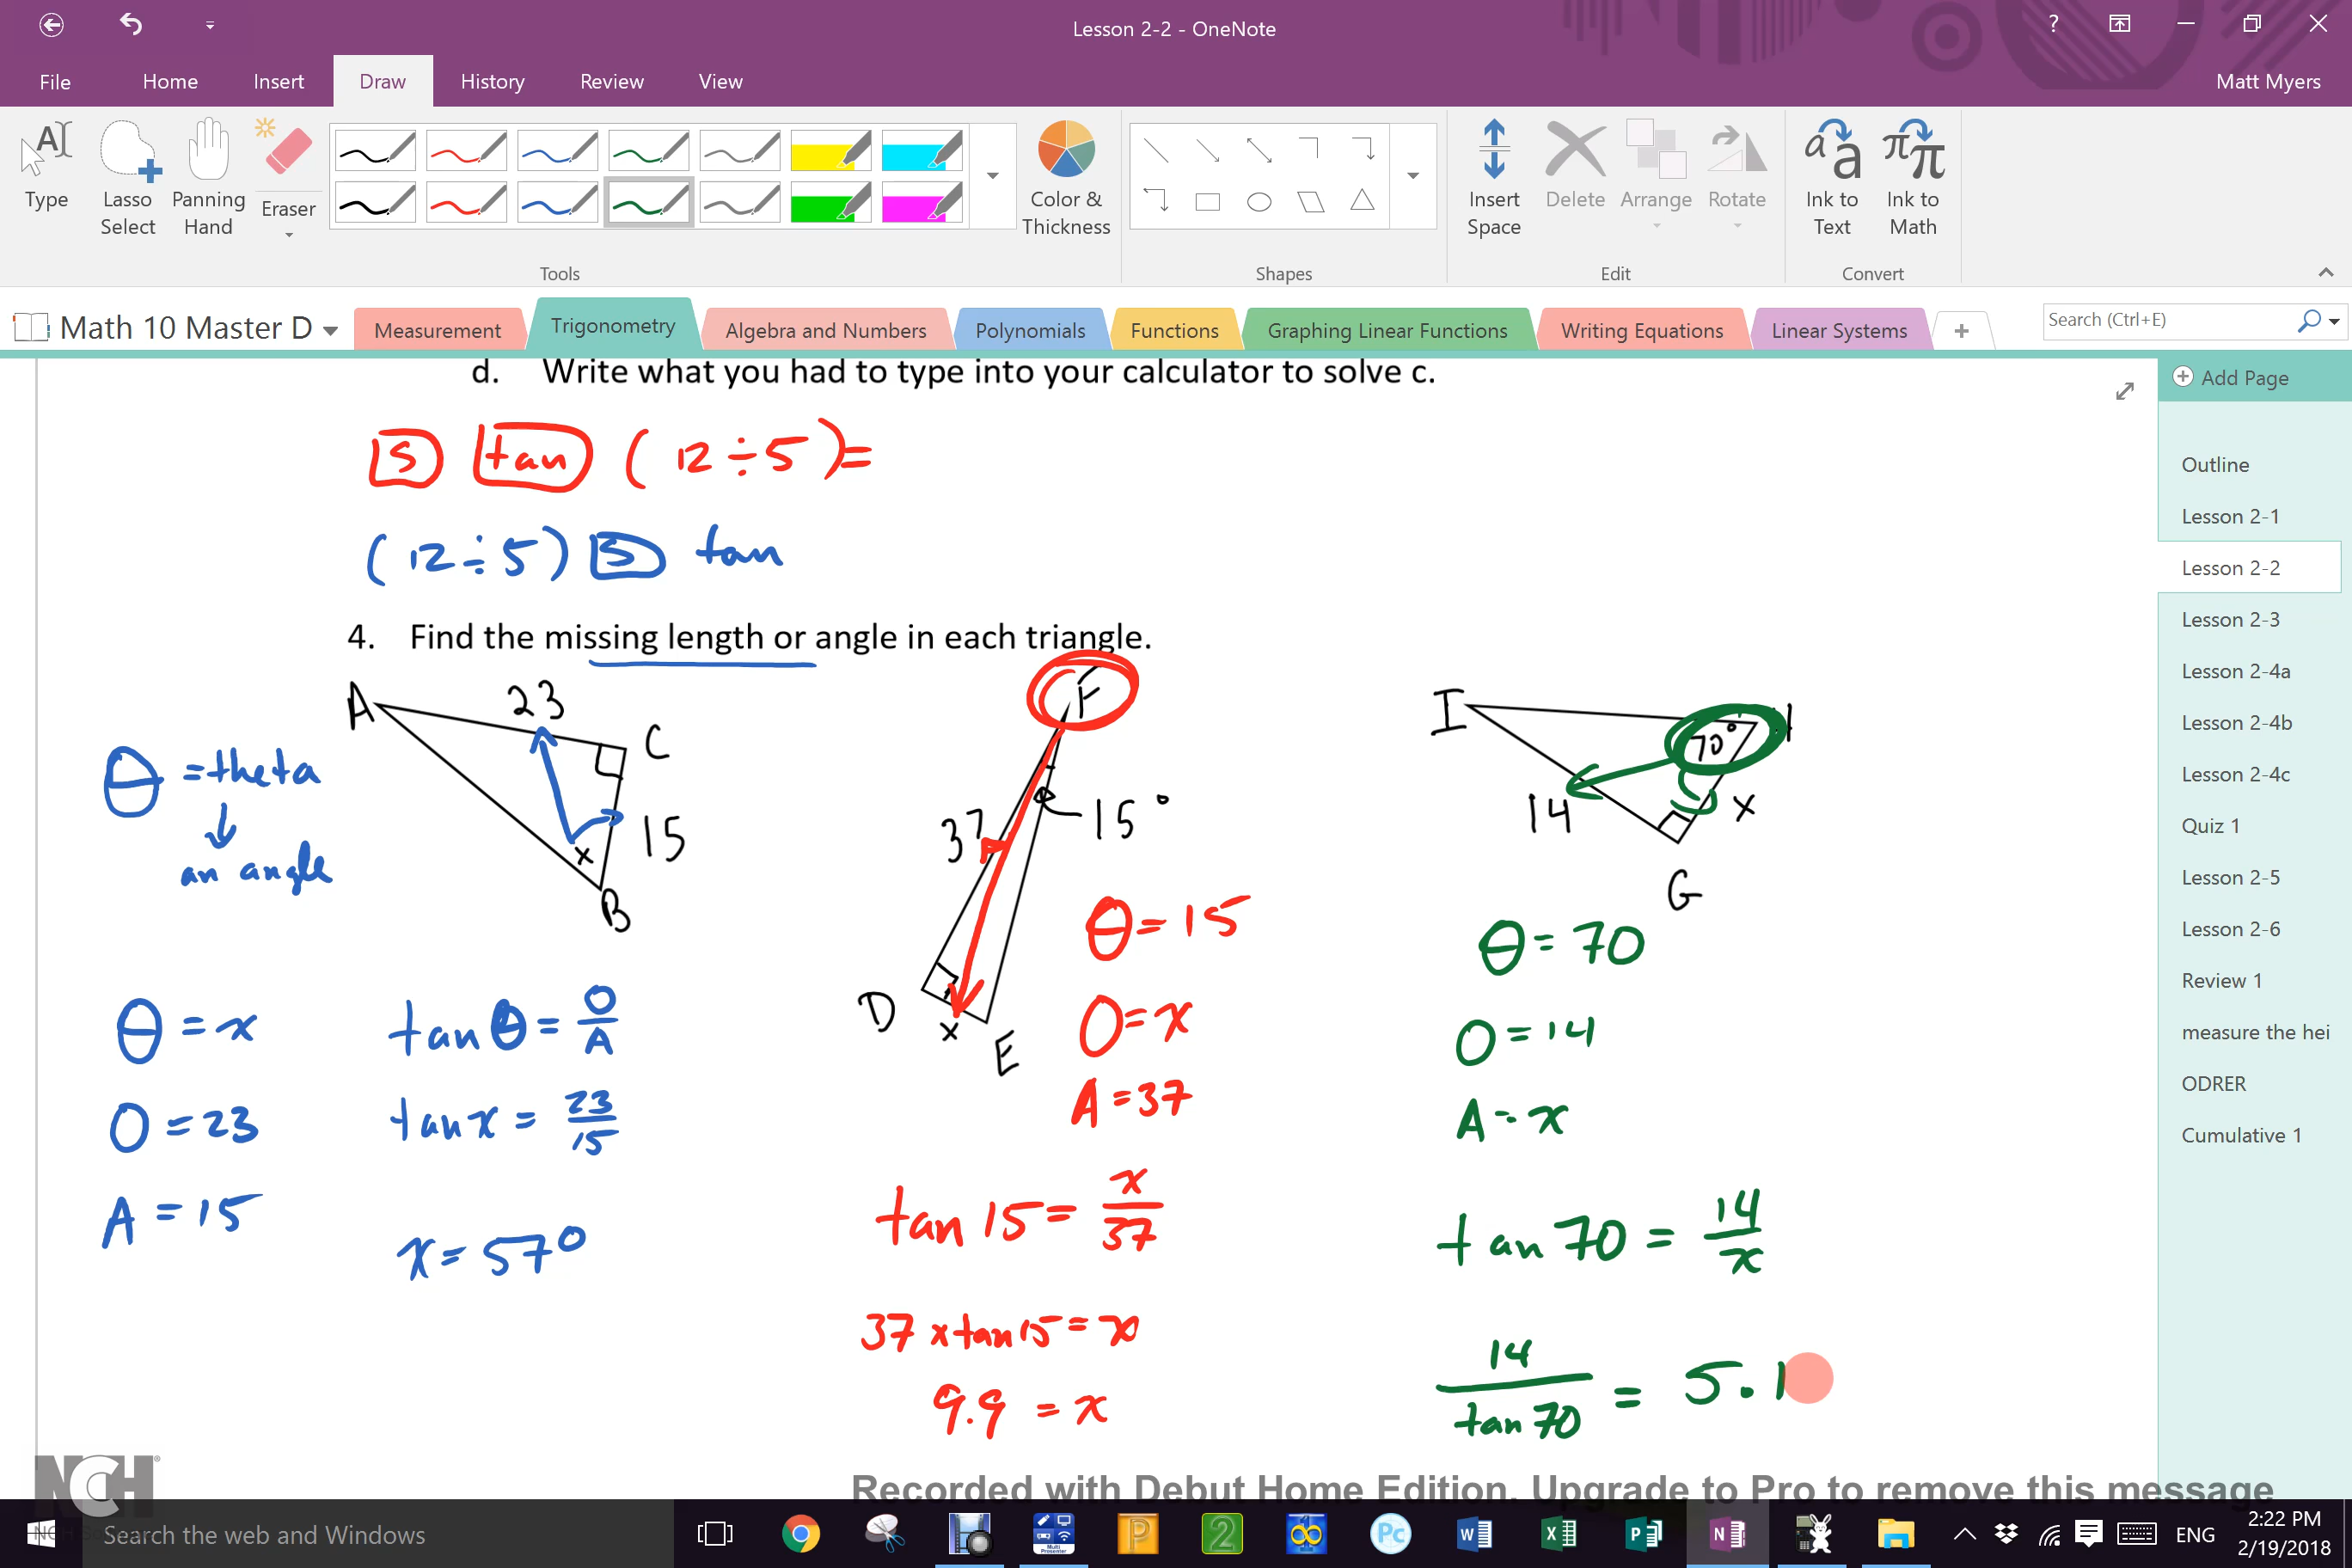 Lesson 2-2 - OneNote
?
File Home Insert Draw History Review View Matt Myers
Type
Lasso Select
Panning Hand
Eraser
Color & Thickness
Insert Space
Delete
Arrange
Rotate
Ink to Text
Ink to Math
Tools Shapes Edit Convert
Math 10 Master D
Measurement Trigonometry Algebra and Numbers Polynomials Functions Graphing Linear Functions Writing Equations Linear Systems +
Search (Ctrl+E)
Add Page
Outline
Lesson 2-1
Lesson 2-2
Lesson 2-3
Lesson 2-4a
Lesson 2-4b
Lesson 2-4c
Quiz 1
Lesson 2-5
Lesson 2-6
Review 1
measure the hei
ODRER
Cumulative 1
d. Write what you had to type into your calculator to solve c.
S tan (12 ÷ 5) =
(12 ÷ 5) S tan
4. Find the missing length or angle in each triangle.
A 23 C 15 x B
θ = theta
↓
an angle
θ = x
O = 23
A = 15
tan θ = O/A
tan x = 23/15
x = 57°
F 37 15° D x E
θ = 15
O = x
A = 37
tan 15 = x/37
37 x tan 15 = x
9.9 = x
I 70° H 14 x G
θ = 70
O = 14
A = x
tan 70 = 14/x
14/tan 70 = 5.1
NCH
Recorded with Debut Home Edition. Upgrade to Pro to remove this message
Search the web and Windows
ENG
2:22 PM
2/19/2018